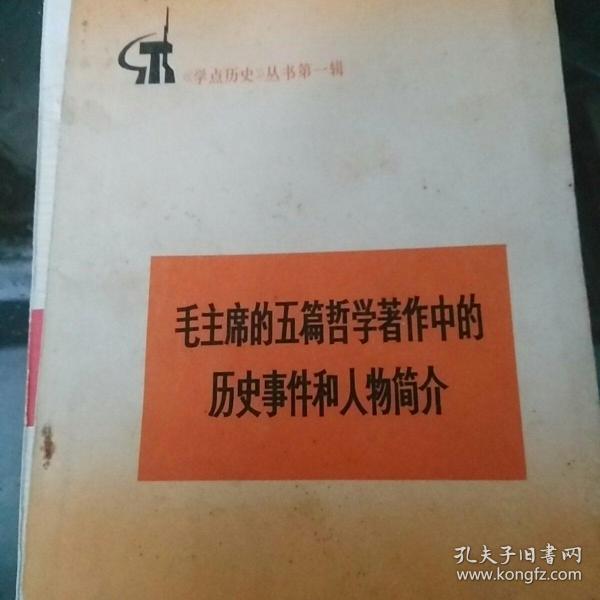 《学点历史》丛书第一辑
毛主席的五篇哲学著作中的
历史事件和人物简介
孔夫子旧书网
www.kongfz.com